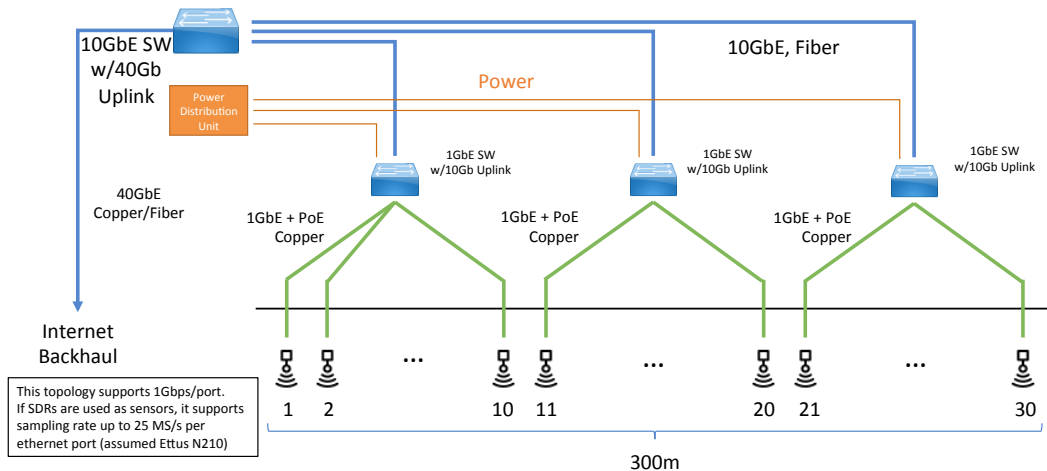 10GbE SW
w/40Gb
Uplink
10GbE, Fiber
Power
Power
Distribution
Unit
1GbE SW
w/10Gb Uplink
1GbE SW
w/10Gb Uplink
1GbE SW
w/10Gb Uplink
40GbE
Copper/Fiber
1GbE + PoE
Copper
1GbE + PoE
Copper
1GbE + PoE
Copper
Internet
Backhaul
...
...
...
1 2 10 11 20 21 30
This topology supports 1Gbps/port.
If SDRs are used as sensors, it supports
sampling rate up to 25 MS/s per
ethernet port (assumed Ettus N210)
300m